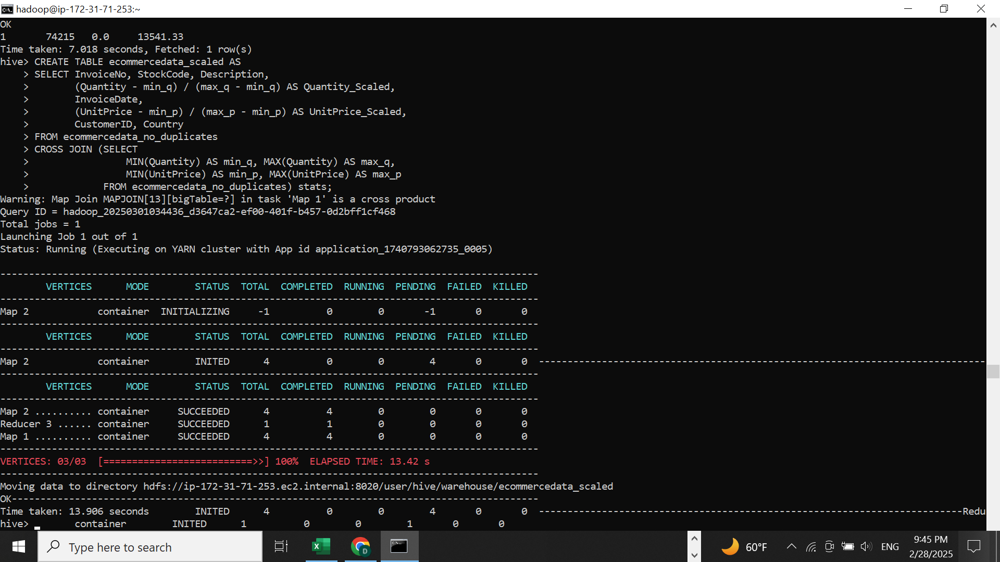 hadoop@ip-172-31-71-253:~
OK
1       74215   0.0     13541.33
Time taken: 7.018 seconds, Fetched: 1 row(s)
hive> CREATE TABLE ecommercedata_scaled AS
    > SELECT InvoiceNo, StockCode, Description,
    >        (Quantity - min_q) / (max_q - min_q) AS Quantity_Scaled,
    >        InvoiceDate,
    >        (UnitPrice - min_p) / (max_p - min_p) AS UnitPrice_Scaled,
    >        CustomerID, Country
    > FROM ecommercedata_no_duplicates
    > CROSS JOIN (SELECT
    >                 MIN(Quantity) AS min_q, MAX(Quantity) AS max_q,
    >                 MIN(UnitPrice) AS min_p, MAX(UnitPrice) AS max_p
    >             FROM ecommercedata_no_duplicates) stats;
Warning: Map Join MAPJOIN[13][bigTable=?] in task 'Map 1' is a cross product
Query ID = hadoop_20250301034436_d3647ca2-ef00-401f-b457-0d2bff1cf468
Total jobs = 1
Launching Job 1 out of 1
Status: Running (Executing on YARN cluster with App id application_1740793062735_0005)
----------------------------------------------------------------------------------------------
        VERTICES      MODE        STATUS  TOTAL  COMPLETED  RUNNING  PENDING  FAILED  KILLED
----------------------------------------------------------------------------------------------
Map 2            container  INITIALIZING     -1          0        0       -1       0       0
----------------------------------------------------------------------------------------------
        VERTICES      MODE        STATUS  TOTAL  COMPLETED  RUNNING  PENDING  FAILED  KILLED
----------------------------------------------------------------------------------------------
Map 2            container        INITED      4          0        0        4       0       0  ------------------------------------------------------------------------------
----------------------------------------------------------------------------------------------
        VERTICES      MODE        STATUS  TOTAL  COMPLETED  RUNNING  PENDING  FAILED  KILLED
----------------------------------------------------------------------------------------------
Map 2 .......... container     SUCCEEDED      4          4        0        0       0       0
Reducer 3 ...... container     SUCCEEDED      1          1        0        0       0       0
Map 1 .......... container     SUCCEEDED      4          4        0        0       0       0
----------------------------------------------------------------------------------------------
VERTICES: 03/03  [==========================>>] 100%  ELAPSED TIME: 13.42 s
----------------------------------------------------------------------------------------------
Moving data to directory hdfs://ip-172-31-71-253.ec2.internal:8020/user/hive/warehouse/ecommercedata_scaled
OK--------------------------------------------------------------------------------------------
Time taken: 13.906 seconds        INITED      4          0        0        4       0       0  --------------------------------------------------------------------------Redu
hive>         container        INITED      1          0       0        1       0       0
Type here to search
60°F
ENG
9:45 PM
2/28/2025